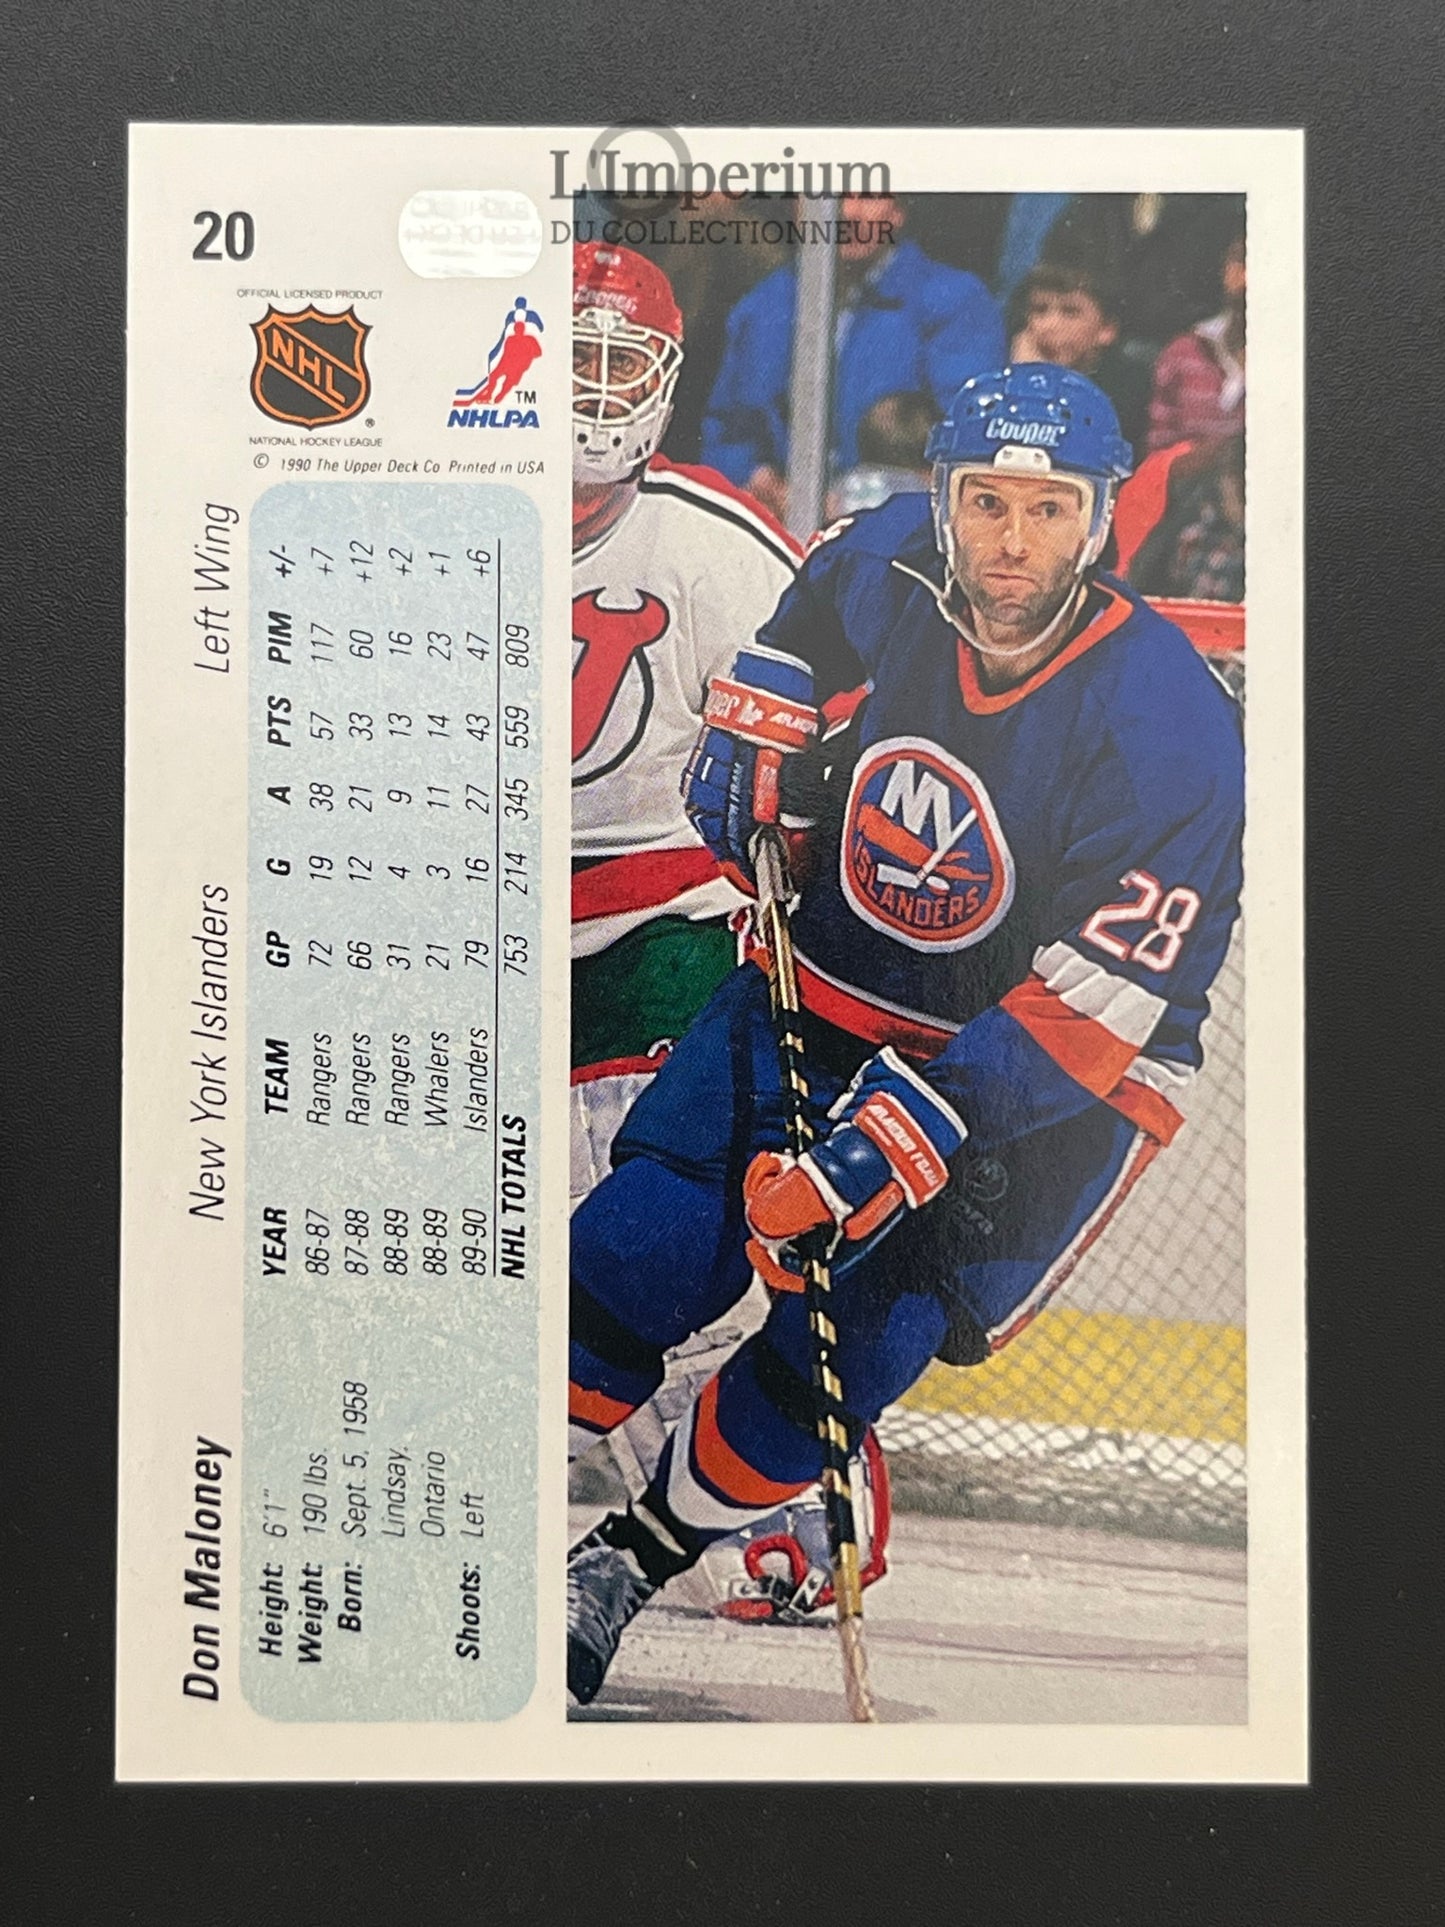 L'Imperium
DU COLLECTIONNEUR
20
OFFICIAL LICENSED PRODUCT
NHL
®
NATIONAL HOCKEY LEAGUE
TM
NHLPA
© 1990 The Upper Deck Co. Printed in USA
Don Maloney New York Islanders Left Wing
Height: 6'1"
Weight: 190 lbs.
Born: Sept. 5, 1958
Lindsay,
Ontario
Shoots: Left
YEAR TEAM GP G A PTS PIM +/-
86-87 Rangers 72 19 38 57 117 +7
87-88 Rangers 66 12 21 33 60 +12
88-89 Rangers 31 4 9 13 16 +2
88-89 Whalers 21 3 11 14 23 +1
89-90 Islanders 79 16 27 43 47 +6
NHL TOTALS 753 214 345 559 809
Cooper
Cooper
NY
ISLANDERS
28